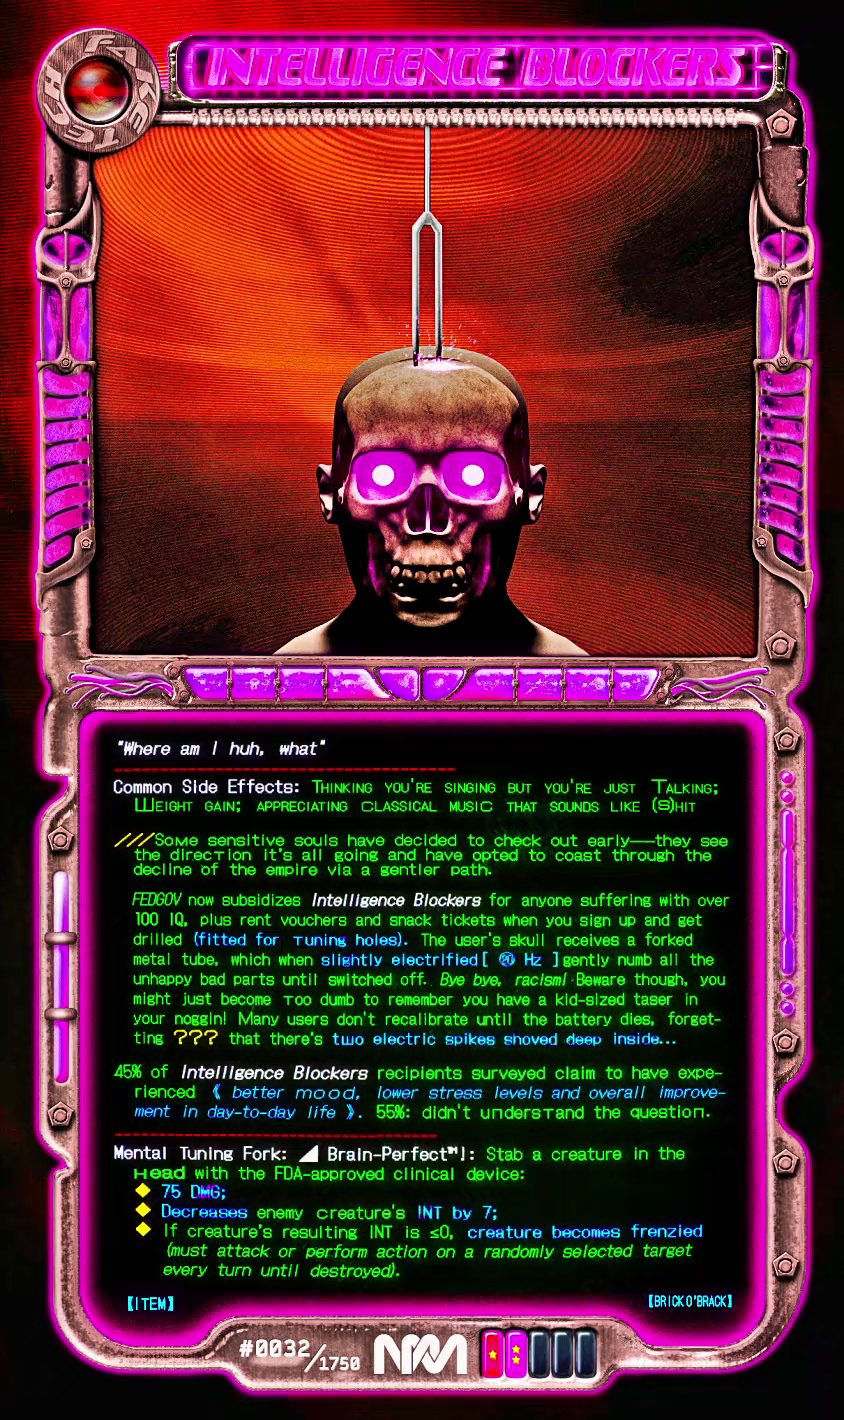 FAKE TECH
INTELLIGENCE BLOCKERS
"Where am I huh, what"
Common Side Effects: Thinking you're singing but you're just Talking;
Weight gain; appreciating classical music that sounds like (S)hit
////Some sensitive souls have decided to check out early——they see
the direcTion it's all going and have opted to coast through the
decline of the empire via a gentler path.
FEDGOV now subsidizes Intelligence Blockers for anyone suffering with over
100 IQ, plus rent vouchers and snack tickets when you sign up and get
drilled (fitted for Tuning holes). The user's skull receives a forked
metal tube, which when slightly electrified[ ⑳ Hz ]gently numb all the
unhappy bad parts until switched off. Bye bye, racism! Beware though, you
might just become Too dumb to remember you have a kid-sized taser in
your noggin! Many users don't recalibrate until the battery dies, forget-
ting ??? that there's two electric spikes shoved deep inside...
45% of Intelligence Blockers recipients surveyed claim to have expe-
rienced 《 better mood, lower stress levels and overall improve-
ment in day-to-day life 》. 55%: didn't undersTand the question.
Mental Tuning Fork: ◢ Brain-Perfect™!: Stab a creature in the
Head with the FDA-approved clinical device:
◆ 75 DMG;
◆ Decreases enemy creature's INT by 7;
◆ If creature's resulting INT is ≤0, creature becomes frenzied
(must attack or perform action on a randomly selected target
every turn until destroyed).
【ITEM】
【BRICK O'BRACK】
#0032/1750 NPM